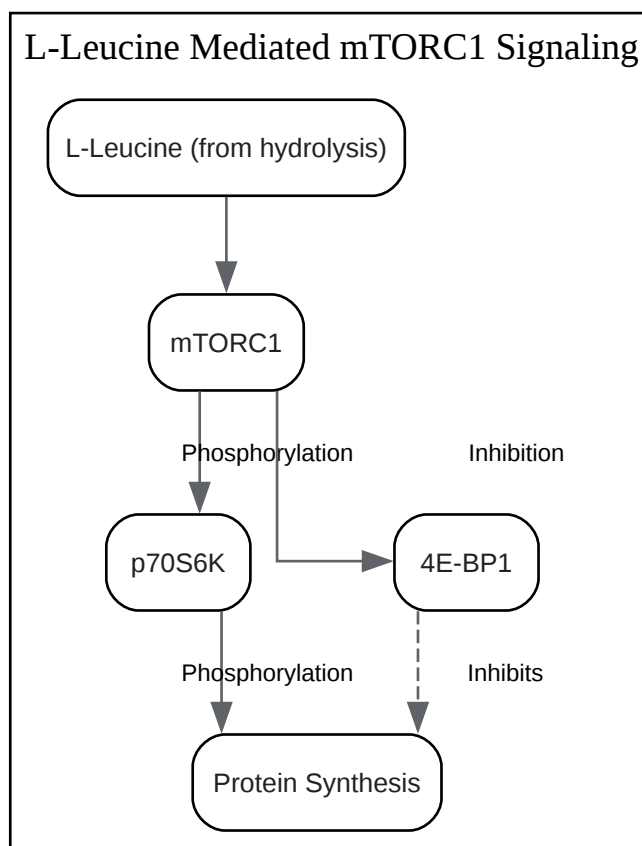 L-Leucine Mediated mTORC1 Signaling
L-Leucine (from hydrolysis)
mTORC1
Phosphorylation
Inhibition
p70S6K
4E-BP1
Phosphorylation
Inhibits
Protein Synthesis